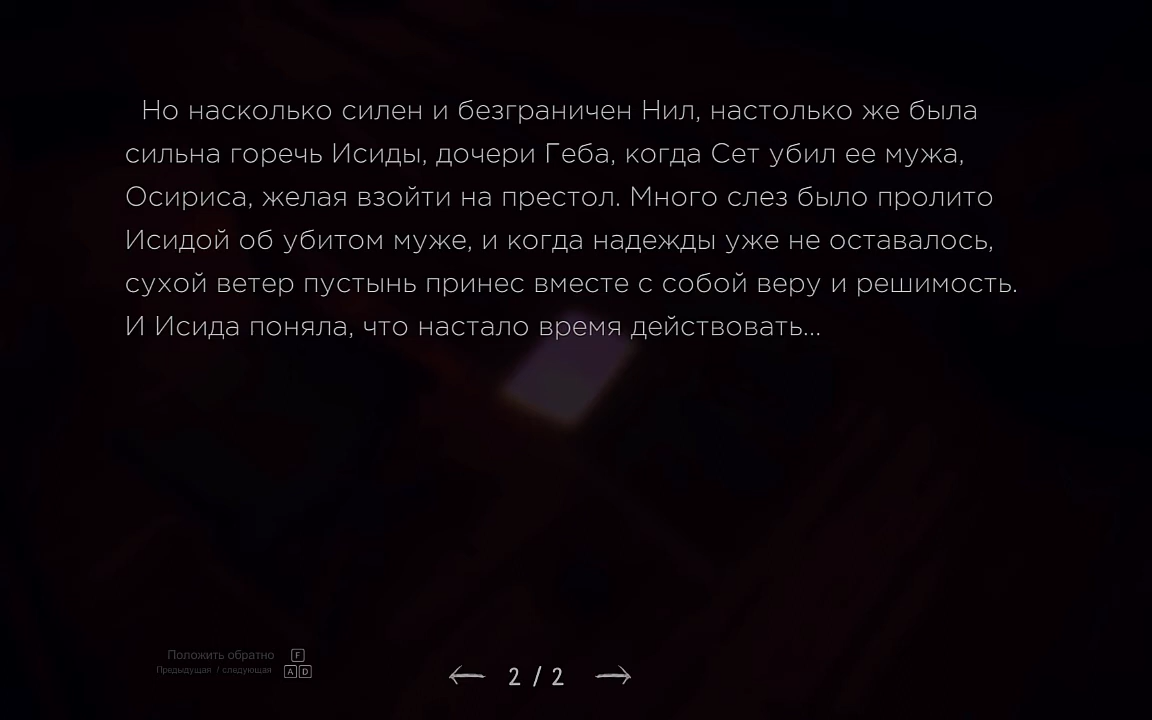 Но насколько силен и безграничен Нил, настолько же была
сильна горечь Исиды, дочери Геба, когда Сет убил ее мужа,
Осириса, желая взойти на престол. Много слез было пролито
Исидой об убитом муже, и когда надежды уже не оставалось,
сухой ветер пустынь принес вместе с собой веру и решимость.
И Исида поняла, что настало время действовать...
Положить обратно F
Предыдущая / следующая A D
← 2 / 2 →